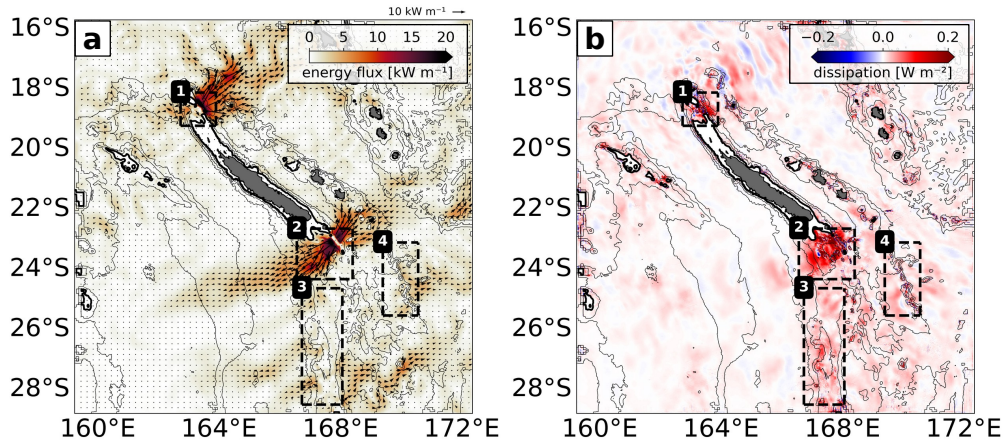 10 kW m⁻¹
a
0 5 10 15 20
energy flux [kW m⁻¹]
16°S
18°S
20°S
22°S
24°S
26°S
28°S
1
2
4
3
160°E 164°E 168°E 172°E
b
−0.2 0.0 0.2
dissipation [W m⁻²]
16°S
18°S
20°S
22°S
24°S
26°S
28°S
1
2
4
3
160°E 164°E 168°E 172°E